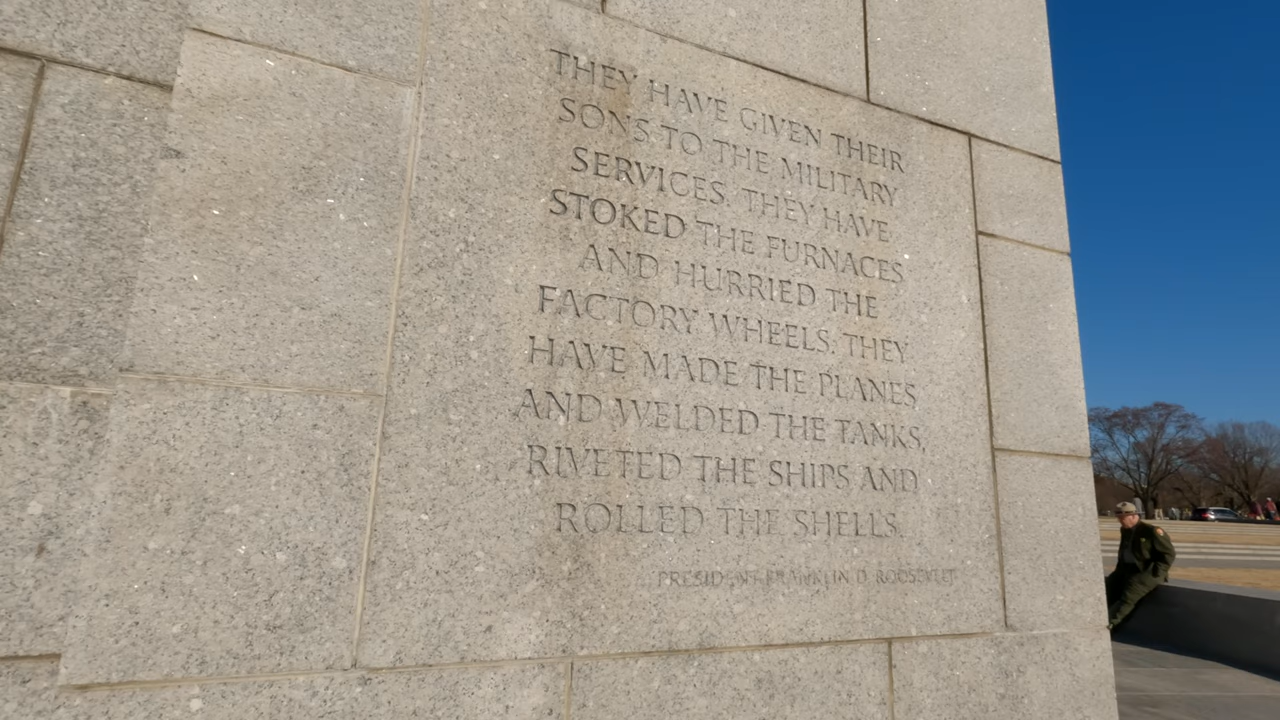 THEY HAVE GIVEN THEIR
SONS TO THE MILITARY
SERVICES. THEY HAVE
STOKED THE FURNACES
AND HURRIED THE
FACTORY WHEELS. THEY
HAVE MADE THE PLANES
AND WELDED THE TANKS,
RIVETED THE SHIPS AND
ROLLED THE SHELLS.
PRESIDENT FRANKLIN D. ROOSEVELT